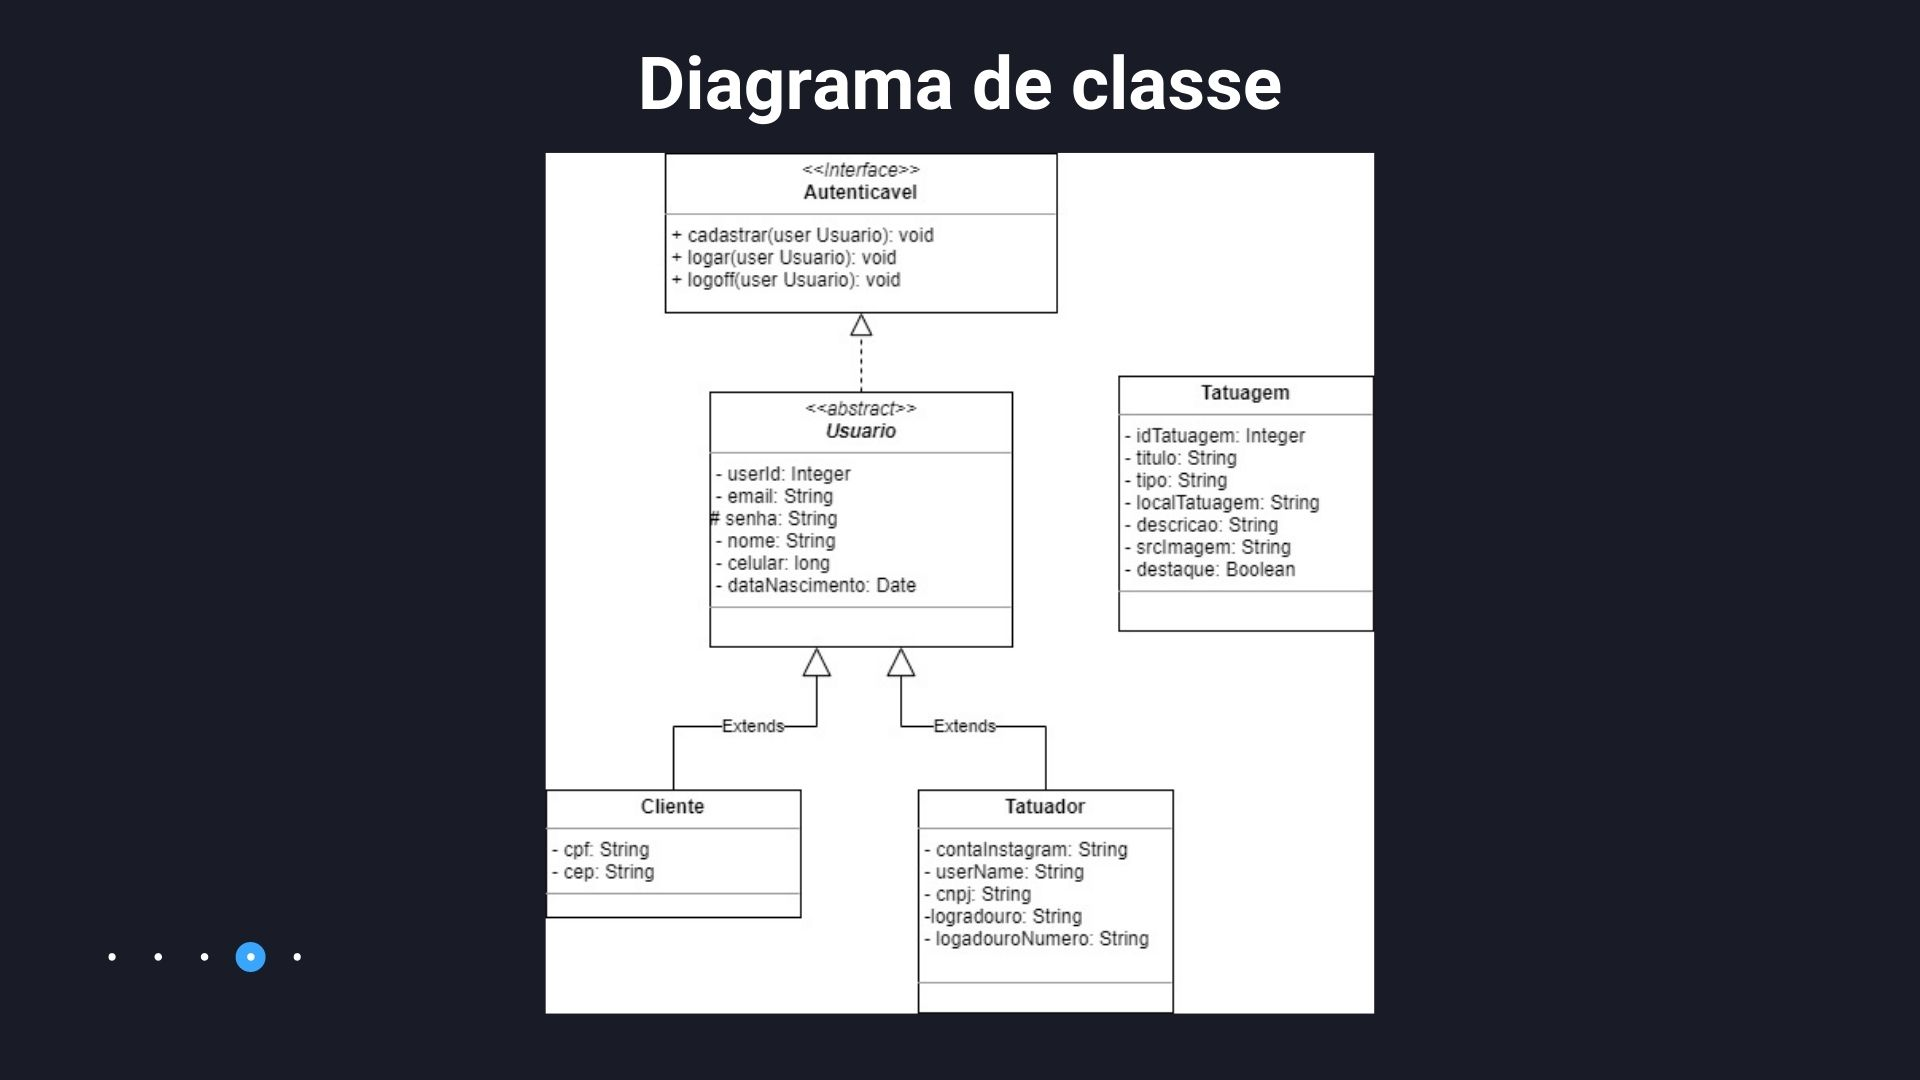 Diagrama de classe
<<Interface>>
Autenticavel
+ cadastrar(user Usuario): void
+ logar(user Usuario): void
+ logoff(user Usuario): void
<<abstract>>
Usuario
- userId: Integer
- email: String
# senha: String
- nome: String
- celular: long
- dataNascimento: Date
Tatuagem
- idTatuagem: Integer
- titulo: String
- tipo: String
- localTatuagem: String
- descricao: String
- srcImagem: String
- destaque: Boolean
Extends
Extends
Cliente
- cpf: String
- cep: String
Tatuador
- contaInstagram: String
- userName: String
- cnpj: String
-logradouro: String
- logadouroNumero: String